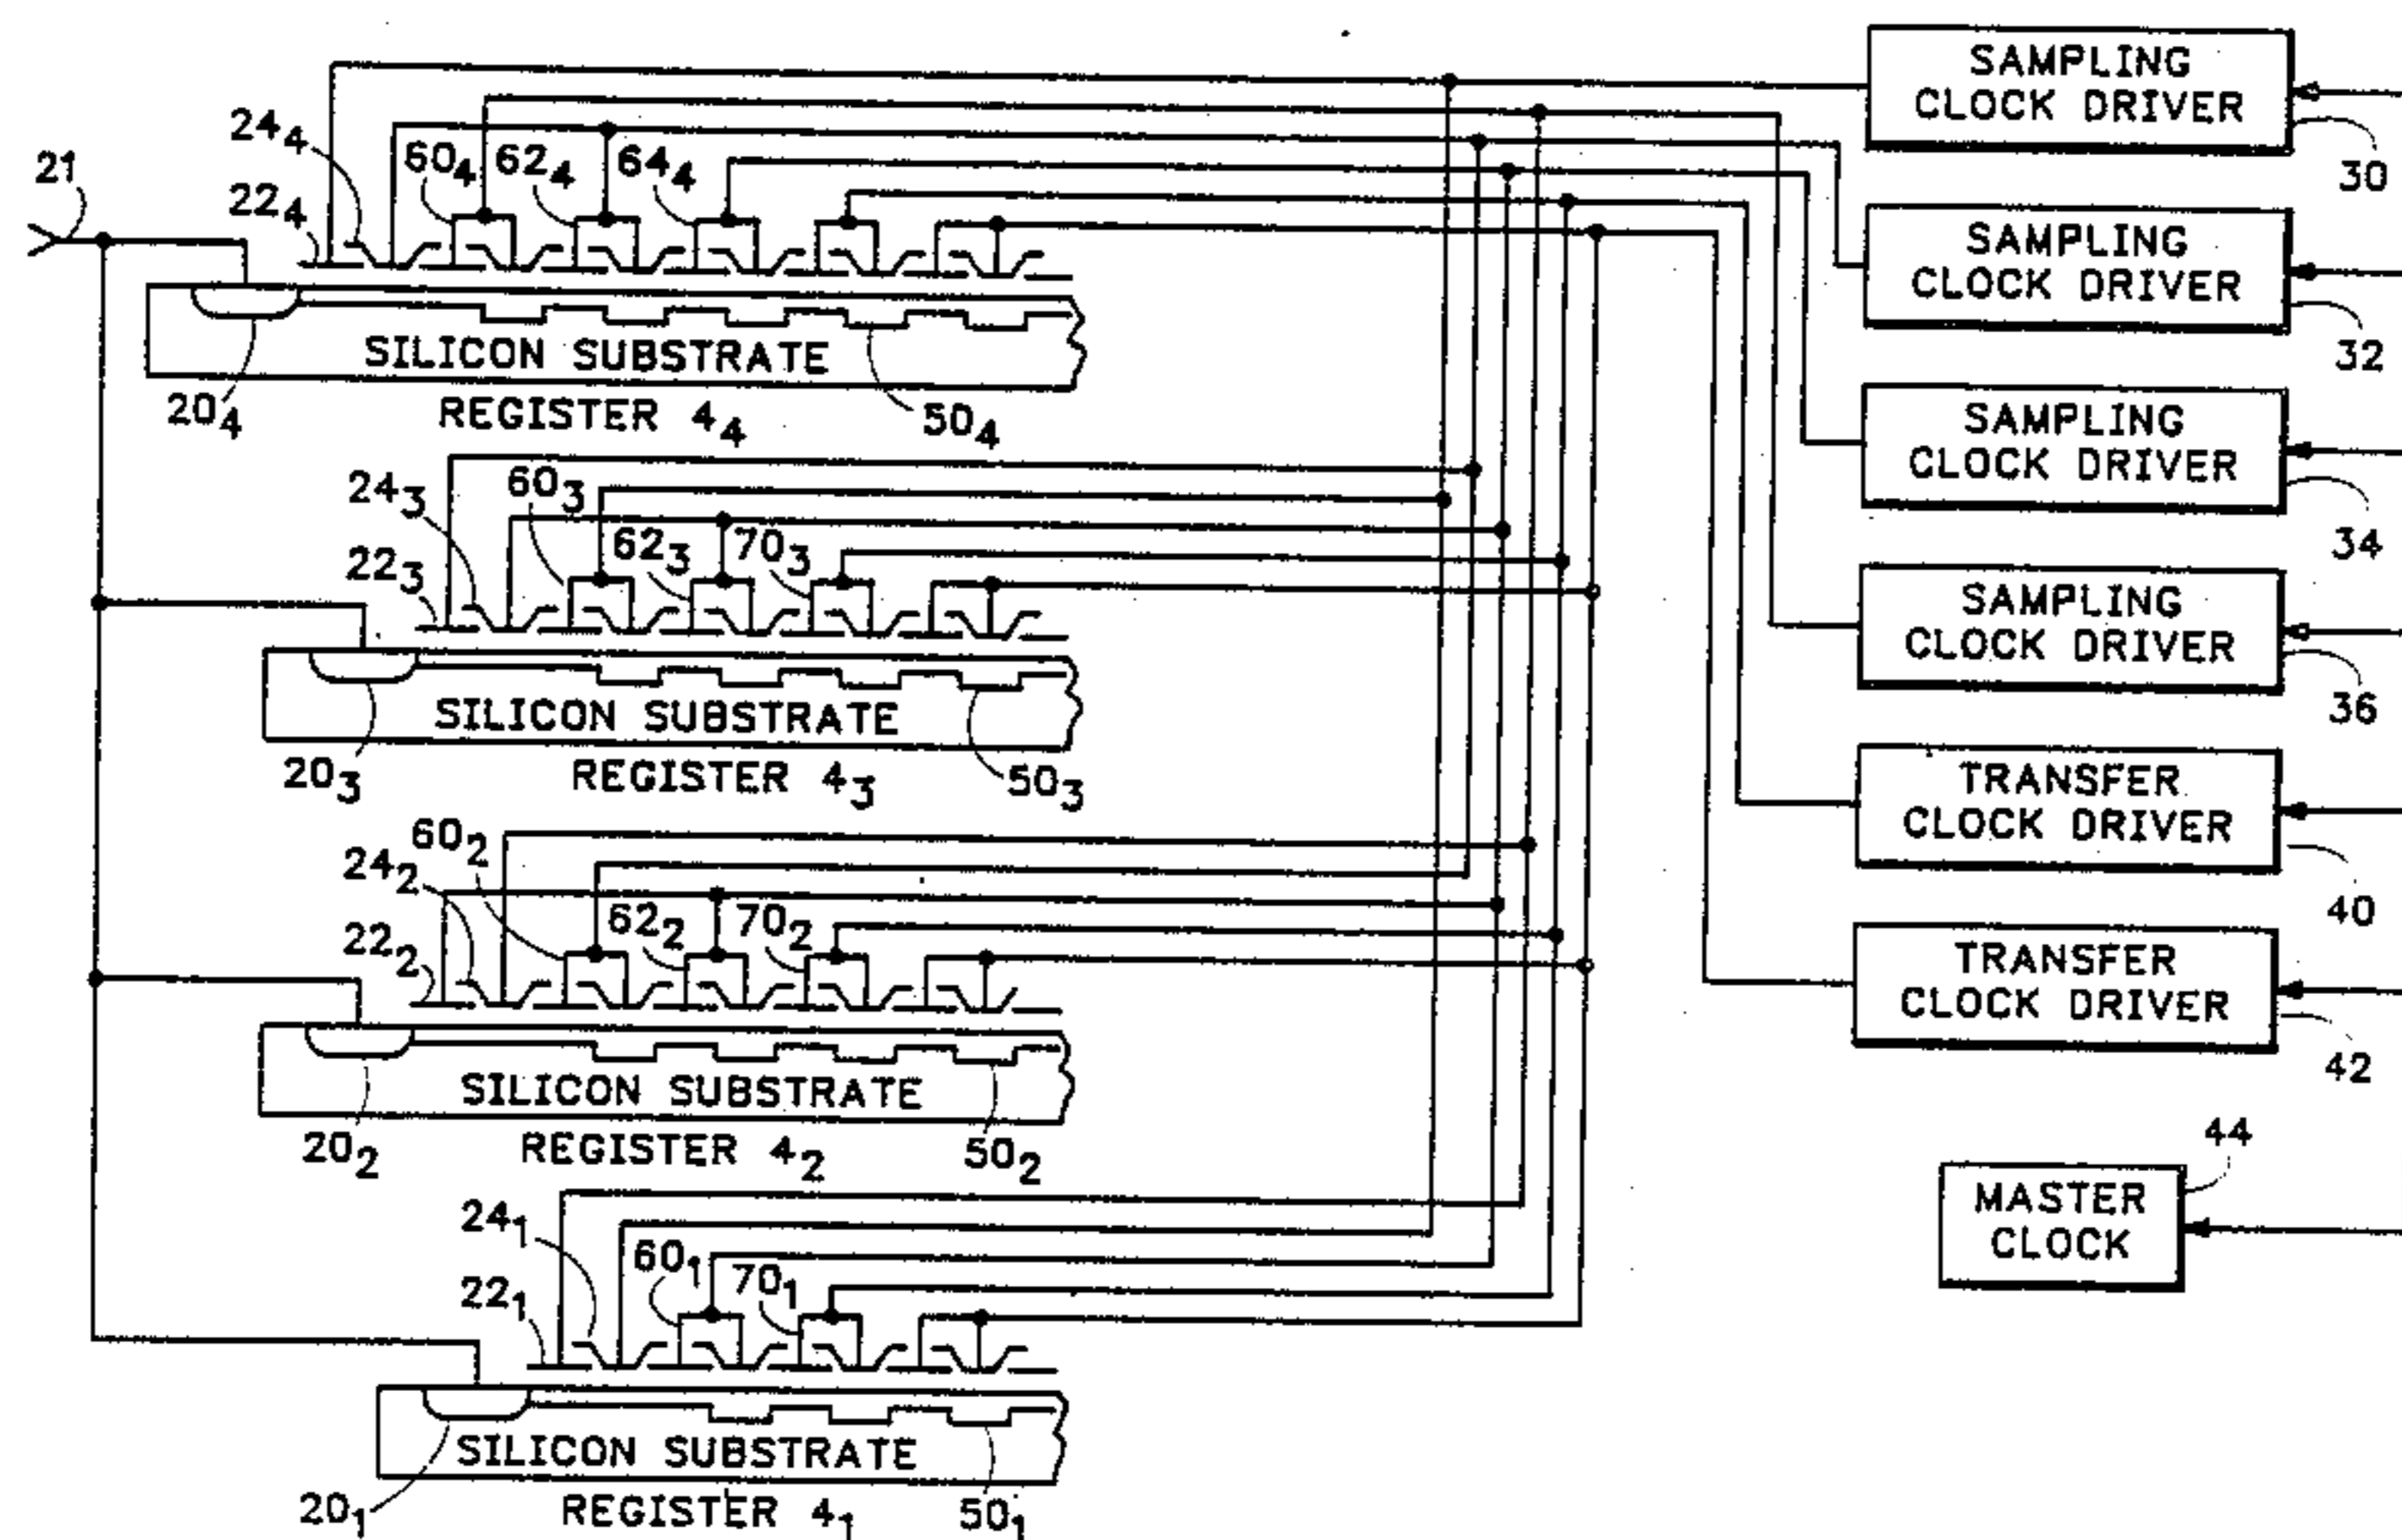 SAMPLING
CLOCK DRIVER
30
SAMPLING
CLOCK DRIVER
32
SAMPLING
CLOCK DRIVER
34
SAMPLING
CLOCK DRIVER
36
TRANSFER
CLOCK DRIVER
40
TRANSFER
CLOCK DRIVER
42
44
MASTER
CLOCK
21
24₄
22₄
60₄ 62₄ 64₄
SILICON SUBSTRATE
20₄
REGISTER 4₄
50₄
24₃
60₃
22₃
62₃ 70₃
SILICON SUBSTRATE
20₃
REGISTER 4₃
50₃
60₂
24₂
22₂
62₂ 70₂
SILICON SUBSTRATE
20₂
REGISTER 4₂
50₂
24₁
60₁ 70₁
22₁
SILICON SUBSTRATE
20₁
REGISTER 4₁
50₁